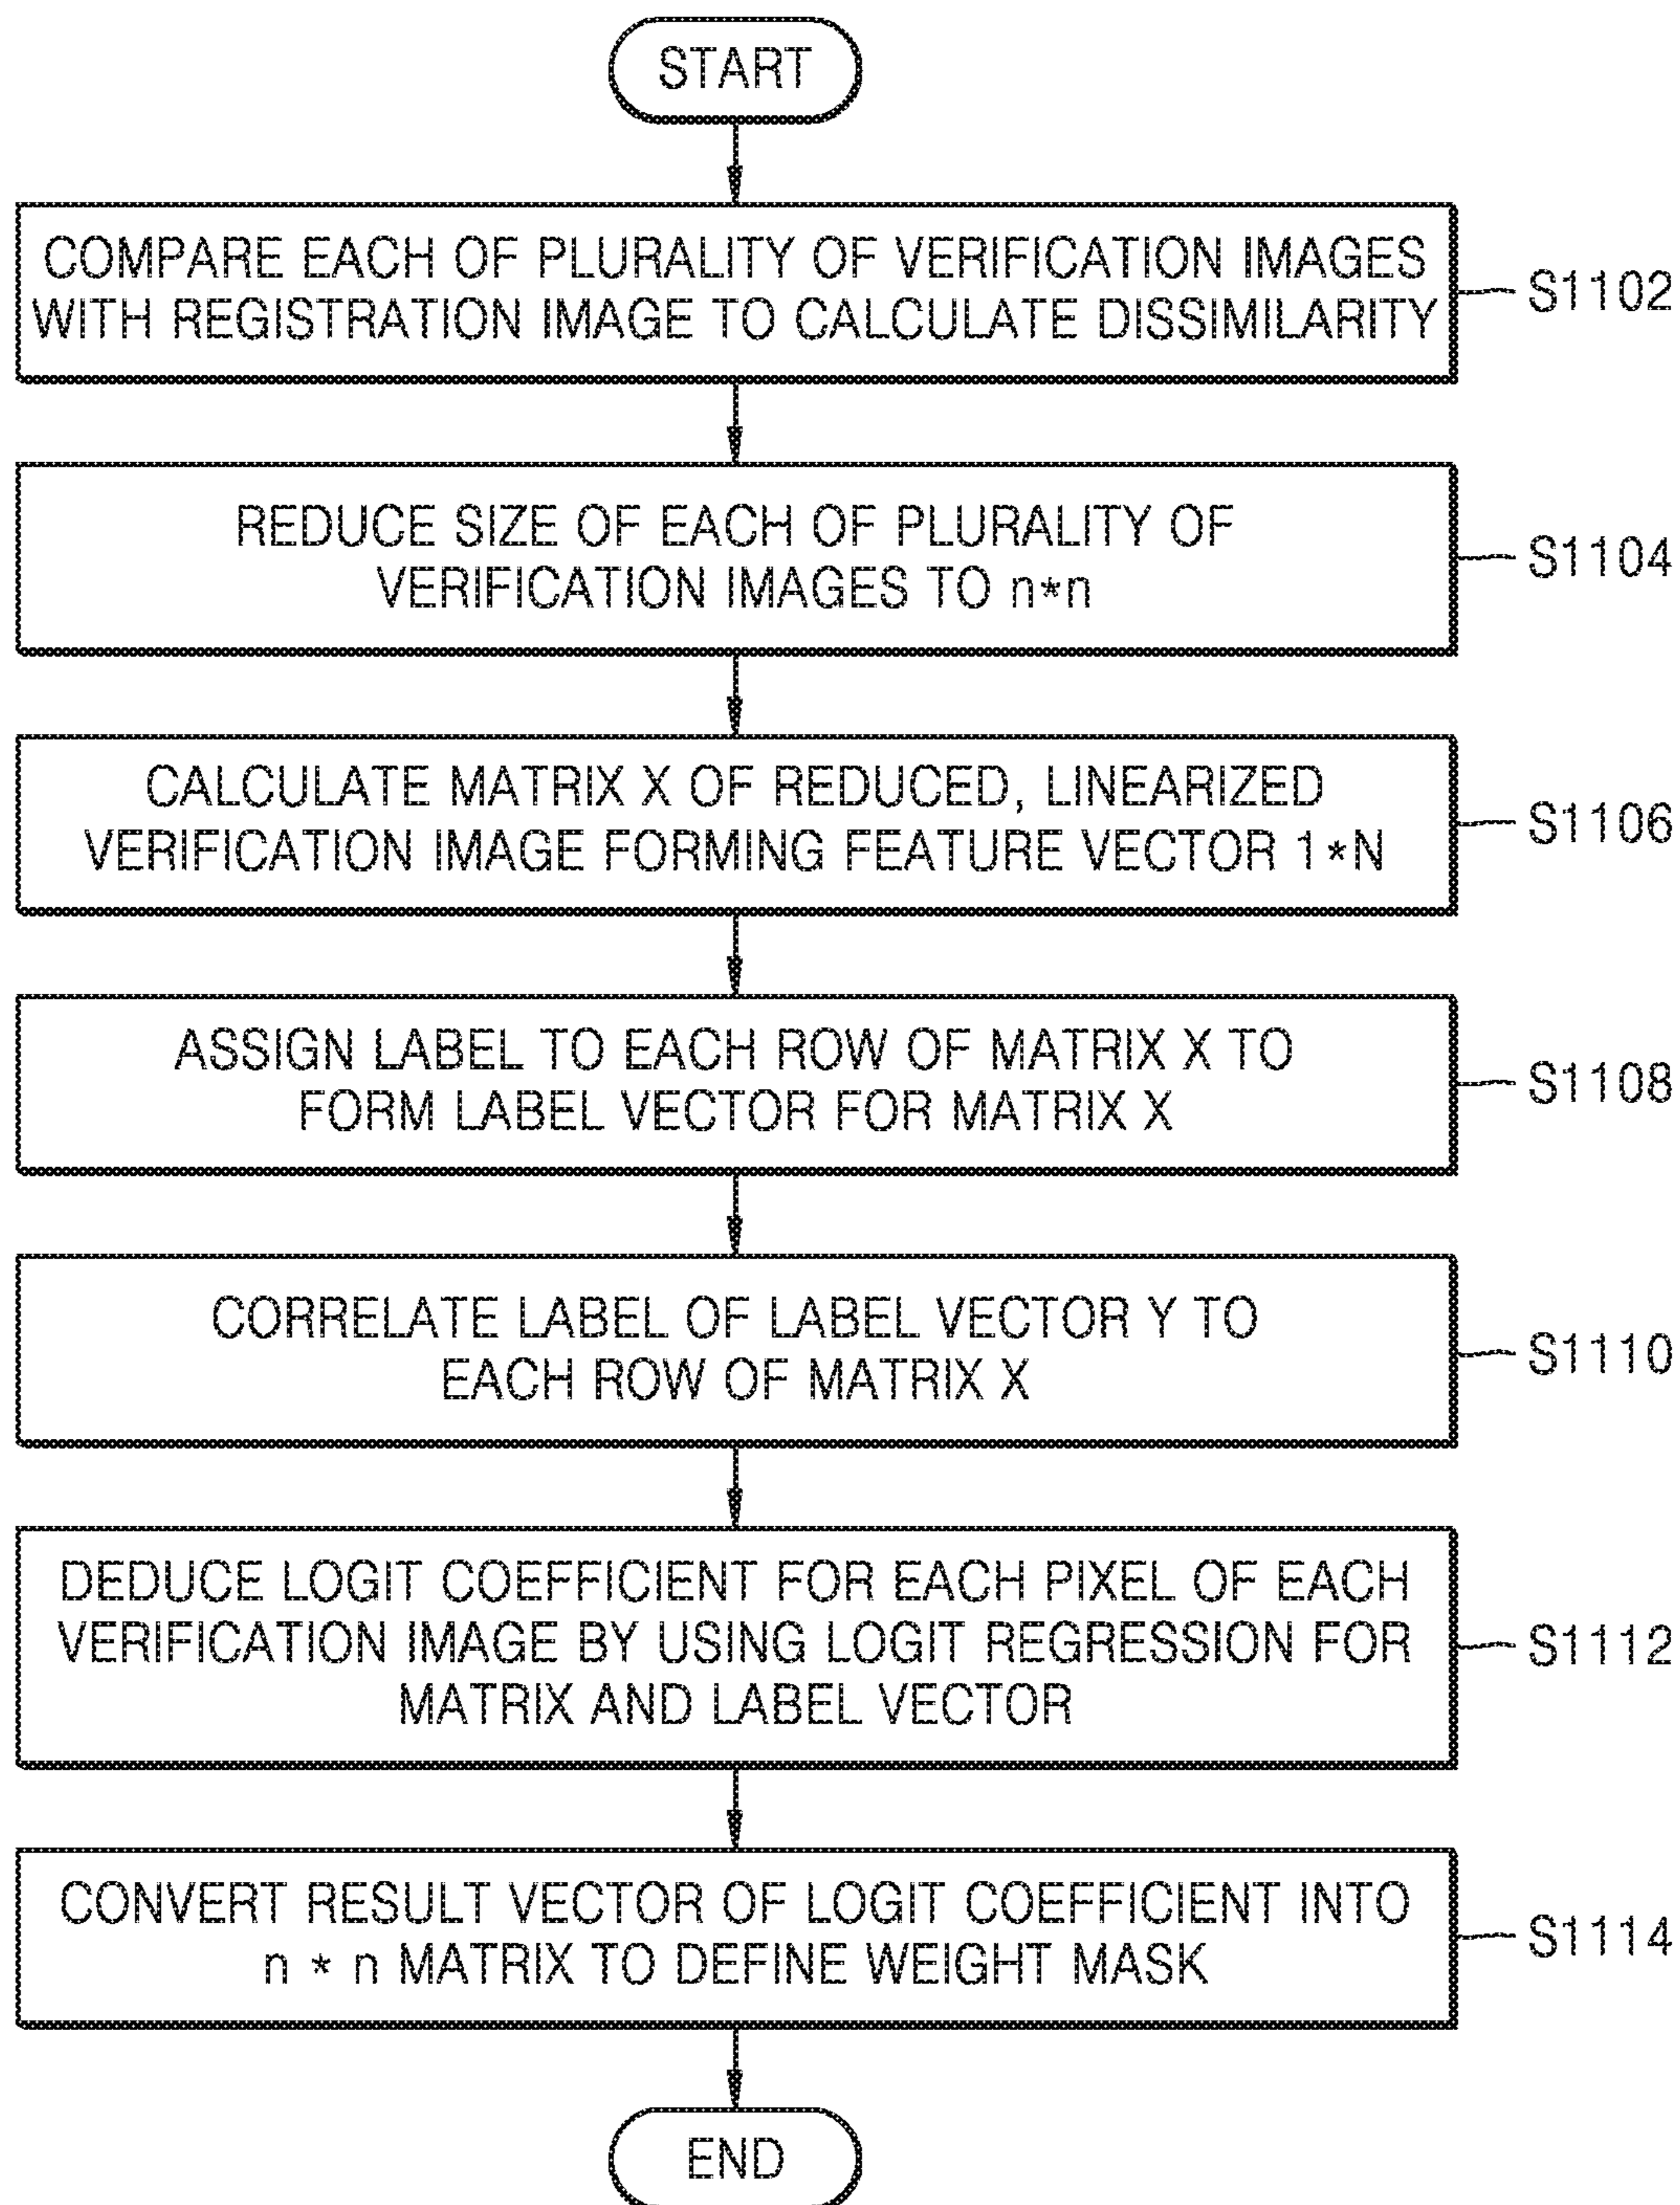 START
COMPARE EACH OF PLURALITY OF VERIFICATION IMAGES
WITH REGISTRATION IMAGE TO CALCULATE DISSIMILARITY
S1102
REDUCE SIZE OF EACH OF PLURALITY OF
VERIFICATION IMAGES TO n*n
S1104
CALCULATE MATRIX X OF REDUCED, LINEARIZED
VERIFICATION IMAGE FORMING FEATURE VECTOR 1*N
S1106
ASSIGN LABEL TO EACH ROW OF MATRIX X TO
FORM LABEL VECTOR FOR MATRIX X
S1108
CORRELATE LABEL OF LABEL VECTOR Y TO
EACH ROW OF MATRIX X
S1110
DEDUCE LOGIT COEFFICIENT FOR EACH PIXEL OF EACH
VERIFICATION IMAGE BY USING LOGIT REGRESSION FOR
MATRIX AND LABEL VECTOR
S1112
CONVERT RESULT VECTOR OF LOGIT COEFFICIENT INTO
n * n MATRIX TO DEFINE WEIGHT MASK
S1114
END